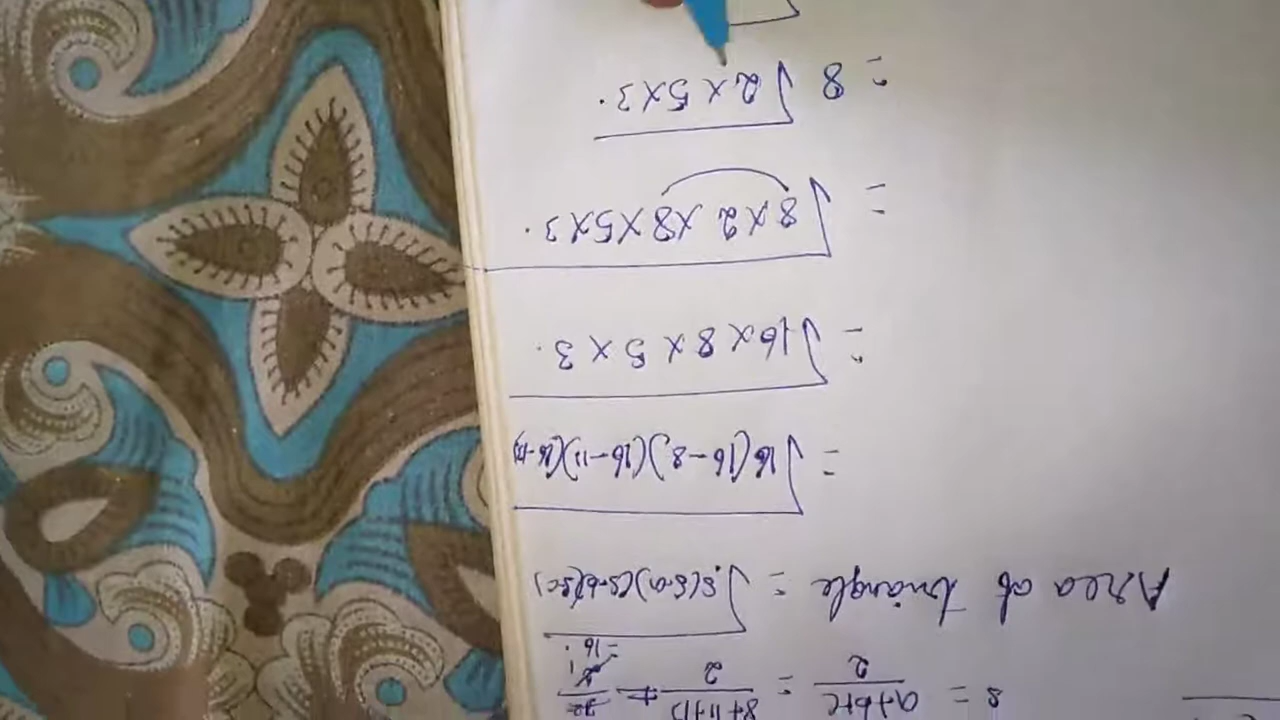 s = a+b+c/2 = 8+11+13/2 = 32/2 = 16.
Area of triangle = √s(s-a)(s-b)(s-c)
= √16(16-8)(16-11)(16-13)
= √16 x 8 x 5 x 3.
= √8 x 2 x 8 x 5 x 3.
= 8 √2 x 5 x 3.